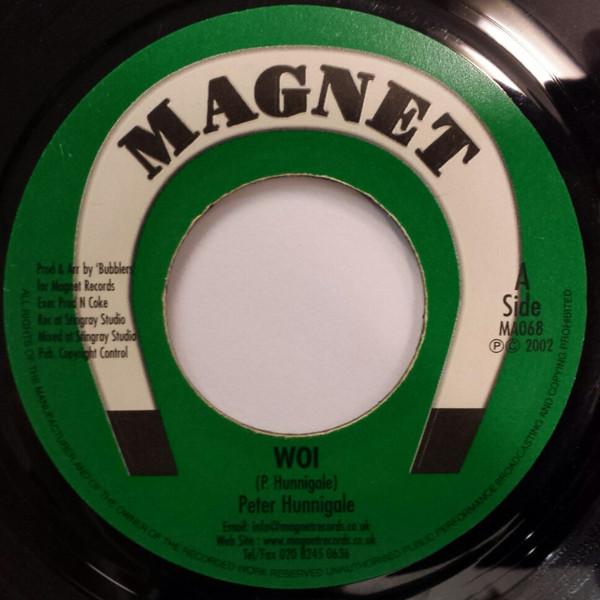 MAGNET
Prod & Arr by 'Bubblers
for Magnet Records
Exec Prod N Coke
Rec at Stingray Studio
Mixed at Stingray Studio
Pub. Copyright Control
A
Side
MA068
℗© 2002
WOI
(P. Hunnigale)
Peter Hunnigale
Email: info@magnetrecords.co.uk
Web Site : www.magnetrecords.co.uk
Tel/Fax 020 8245 0636
ALL RIGHTS OF THE MANUFACTURER AND OF THE OWNER OF THE RECORDED WORK RESERVED UNAUTHORISED PUBLIC PERFORMANCE BROADCASTING AND COPYING PROHIBITED